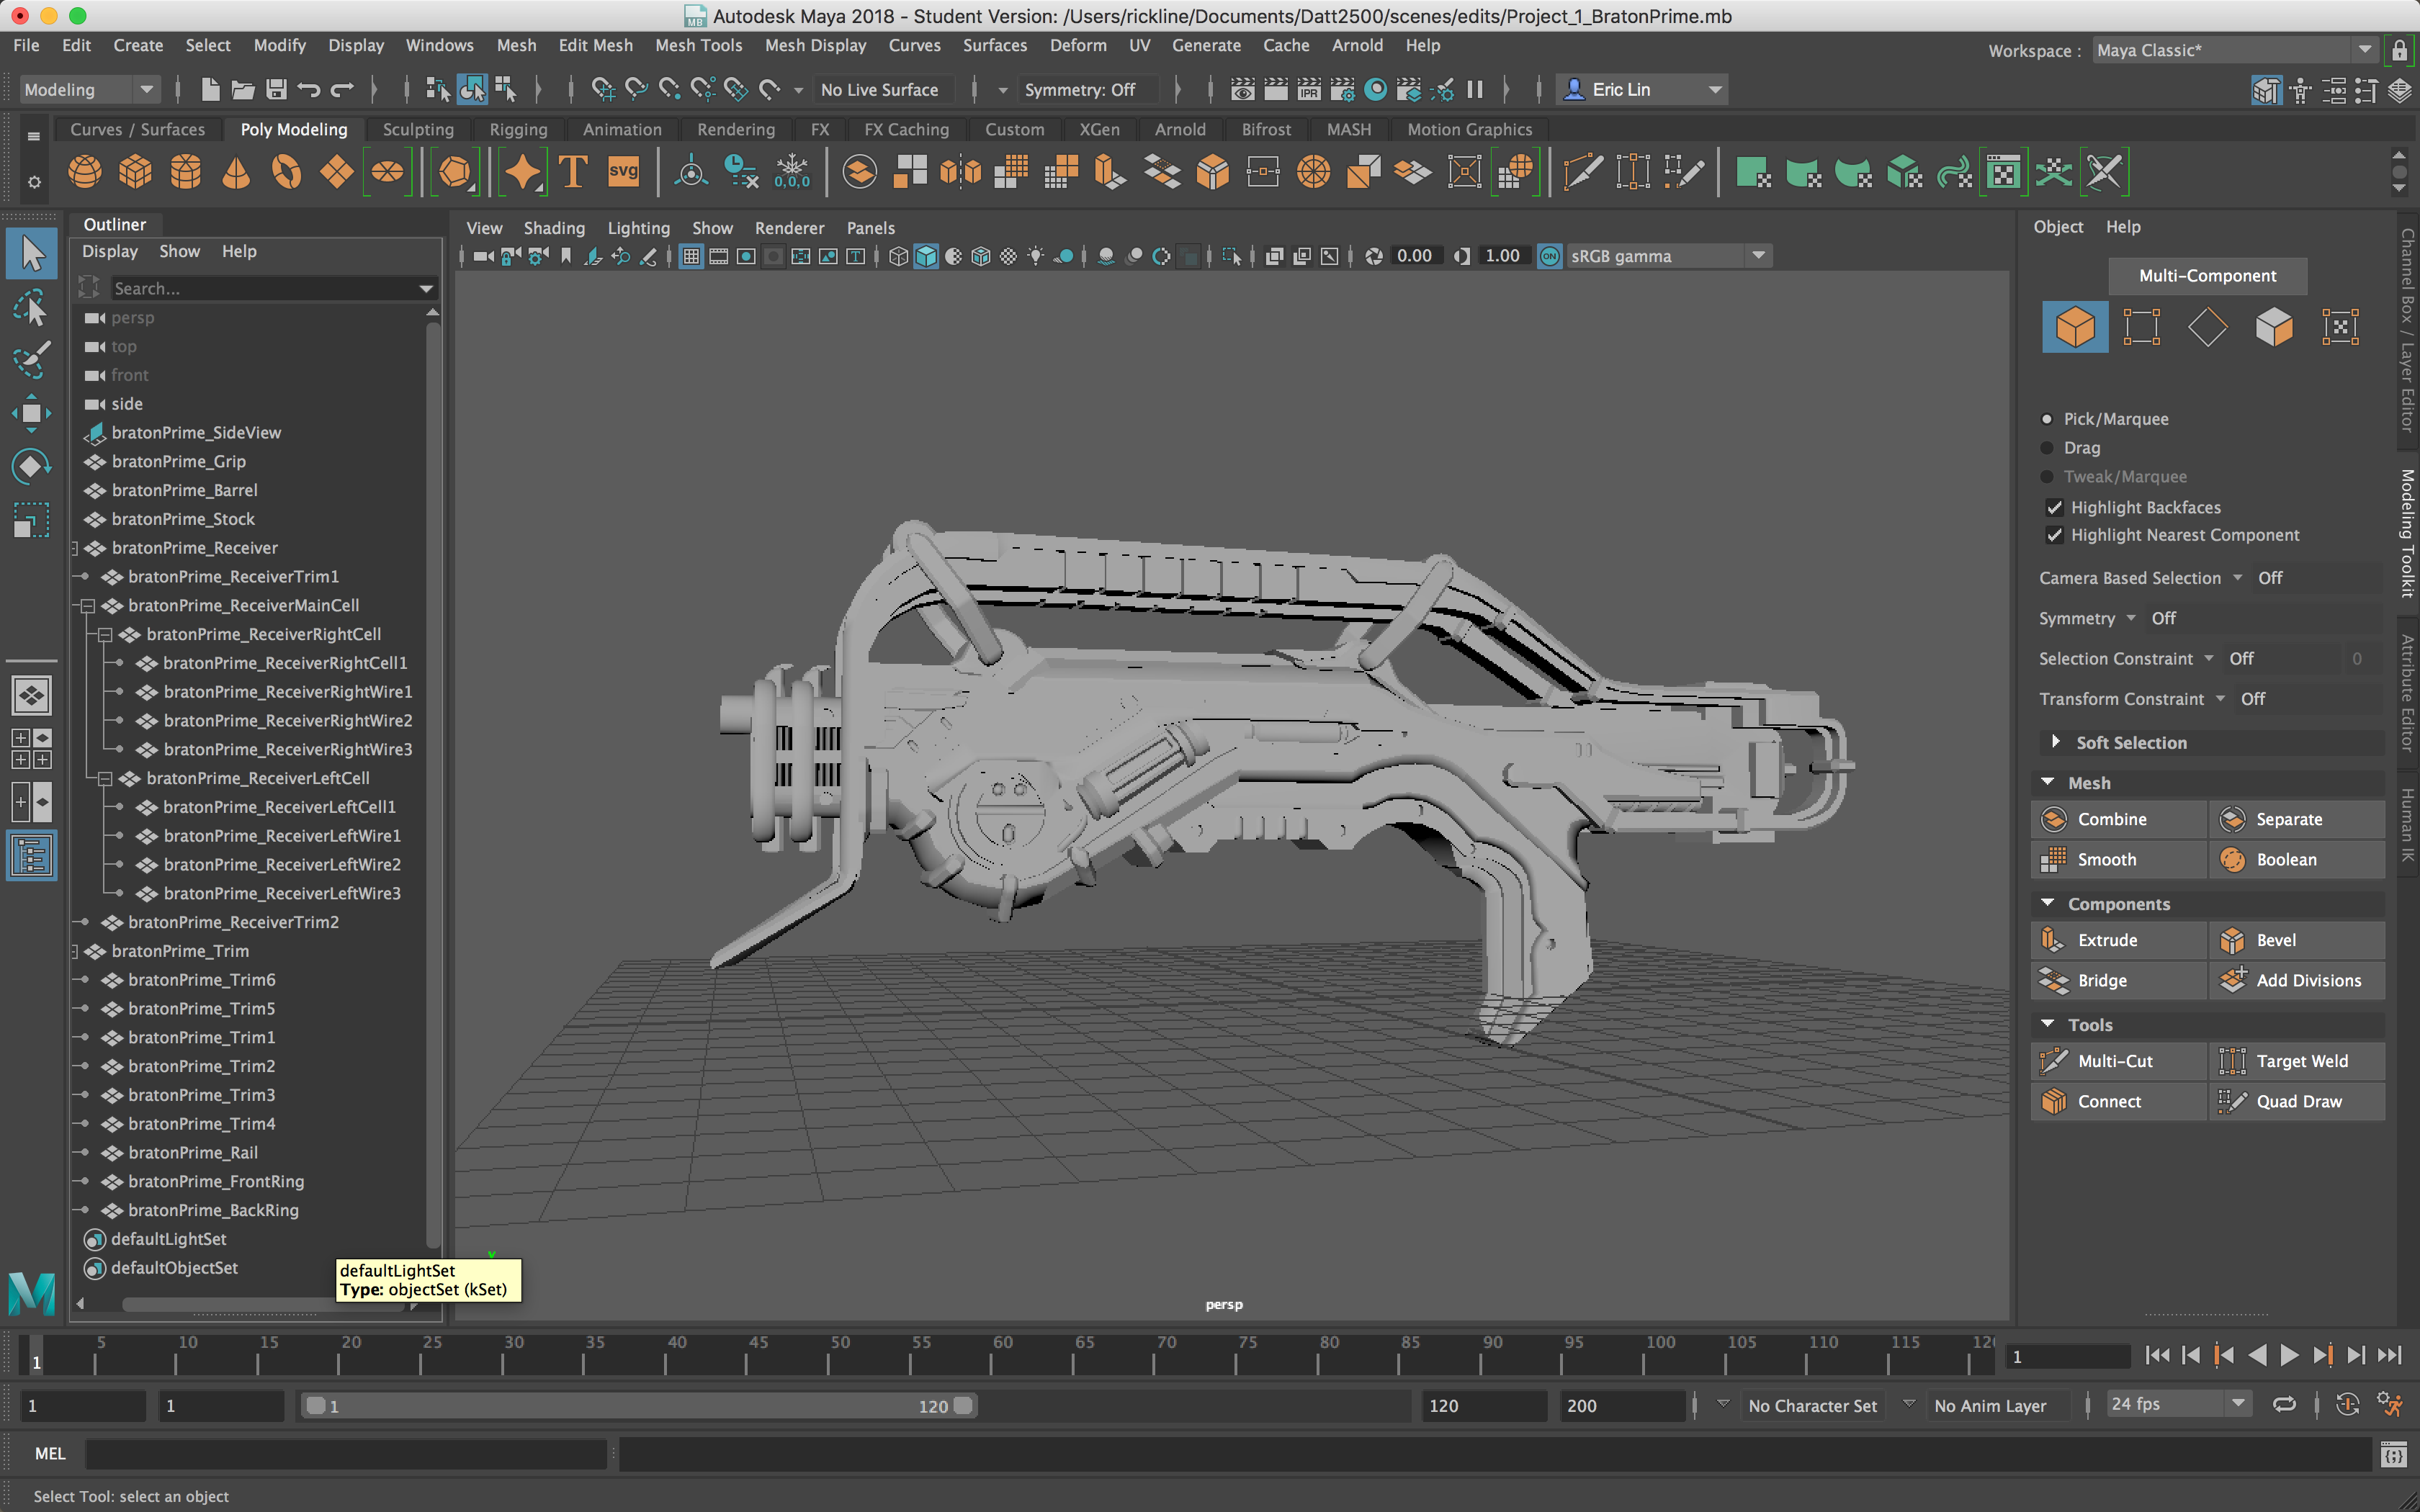 Autodesk Maya 2018 - Student Version: /Users/rickline/Documents/Datt2500/scenes/edits/Project_1_BratonPrime.mb
File Edit Create Select Modify Display Windows Mesh Edit Mesh Mesh Tools Mesh Display Curves Surfaces Deform UV Generate Cache Arnold Help
Workspace : Maya Classic*
Modeling
No Live Surface
Symmetry: Off
IPR
Eric Lin
Curves / Surfaces Poly Modeling Sculpting Rigging Animation Rendering FX FX Caching Custom XGen Arnold Bifrost MASH Motion Graphics
T
svg
0,0,0
Outliner
Display Show Help
Search...
persp
top
front
side
bratonPrime_SideView
bratonPrime_Grip
bratonPrime_Barrel
bratonPrime_Stock
bratonPrime_Receiver
bratonPrime_ReceiverTrim1
bratonPrime_ReceiverMainCell
bratonPrime_ReceiverRightCell
bratonPrime_ReceiverRightCell1
bratonPrime_ReceiverRightWire1
bratonPrime_ReceiverRightWire2
bratonPrime_ReceiverRightWire3
bratonPrime_ReceiverLeftCell
bratonPrime_ReceiverLeftCell1
bratonPrime_ReceiverLeftWire1
bratonPrime_ReceiverLeftWire2
bratonPrime_ReceiverLeftWire3
bratonPrime_ReceiverTrim2
bratonPrime_Trim
bratonPrime_Trim6
bratonPrime_Trim5
bratonPrime_Trim1
bratonPrime_Trim2
bratonPrime_Trim3
bratonPrime_Trim4
bratonPrime_Rail
bratonPrime_FrontRing
bratonPrime_BackRing
defaultLightSet
defaultObjectSet
defaultLightSet
Type: objectSet (kSet)
View Shading Lighting Show Renderer Panels
0.00 1.00 ON sRGB gamma
y
persp
Object Help
Multi-Component
Pick/Marquee
Drag
Tweak/Marquee
Highlight Backfaces
Highlight Nearest Component
Camera Based Selection Off
Symmetry Off
Selection Constraint Off 0
Transform Constraint Off
Soft Selection
Mesh
Combine Separate
Smooth Boolean
Components
Extrude Bevel
Bridge Add Divisions
Tools
Multi-Cut Target Weld
Connect Quad Draw
Channel Box / Layer Editor
Modeling Toolkit
Attribute Editor
Human IK
5 10 15 20 25 30 35 40 45 50 55 60 65 70 75 80 85 90 95 100 105 110 115
1
1
1 1 1 120 120 200 No Character Set No Anim Layer 24 fps
MEL
Select Tool: select an object